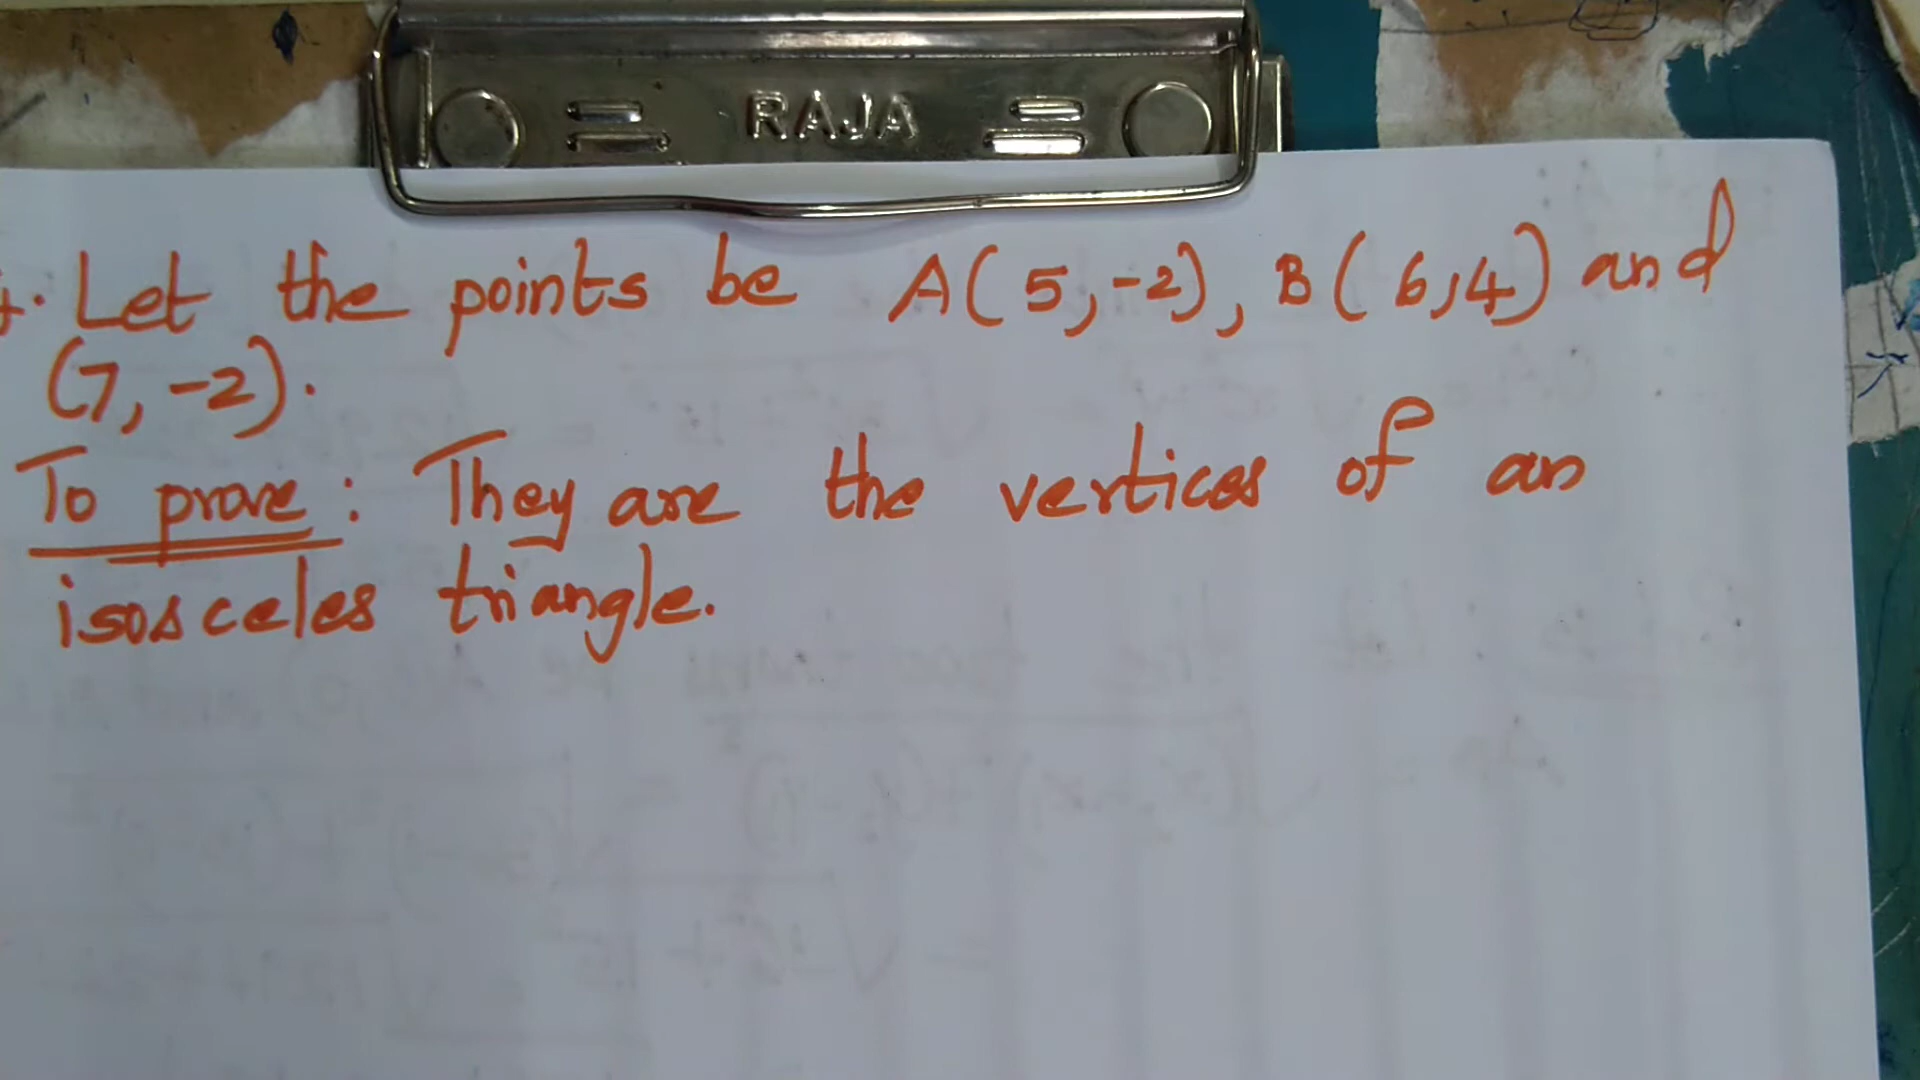 RAJA
4. Let the points be A(5,-2), B(6,4) and
(7,-2).
To prove: They are the vertices of an
isosceles triangle.